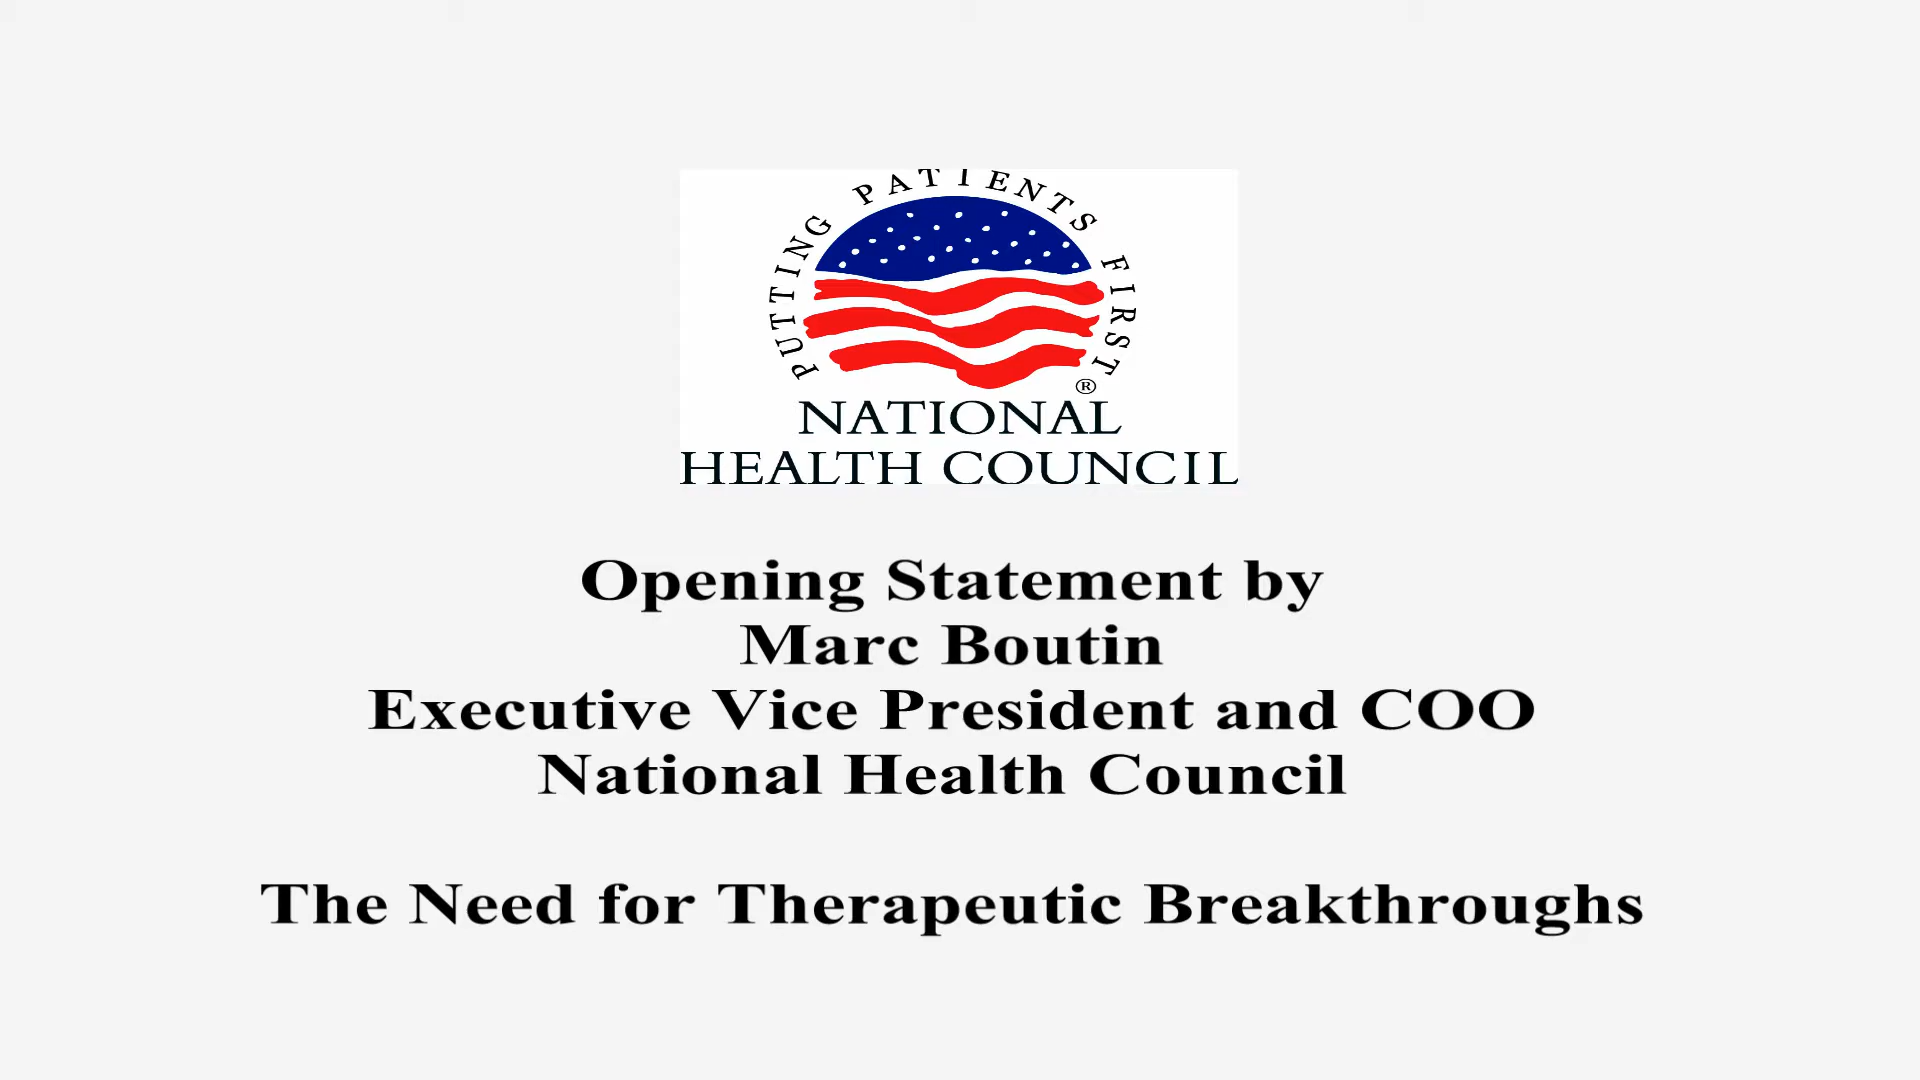 PUTTING PATIENTS FIRST
®
NATIONAL
HEALTH COUNCIL
Opening Statement by
Marc Boutin
Executive Vice President and COO
National Health Council
The Need for Therapeutic Breakthroughs